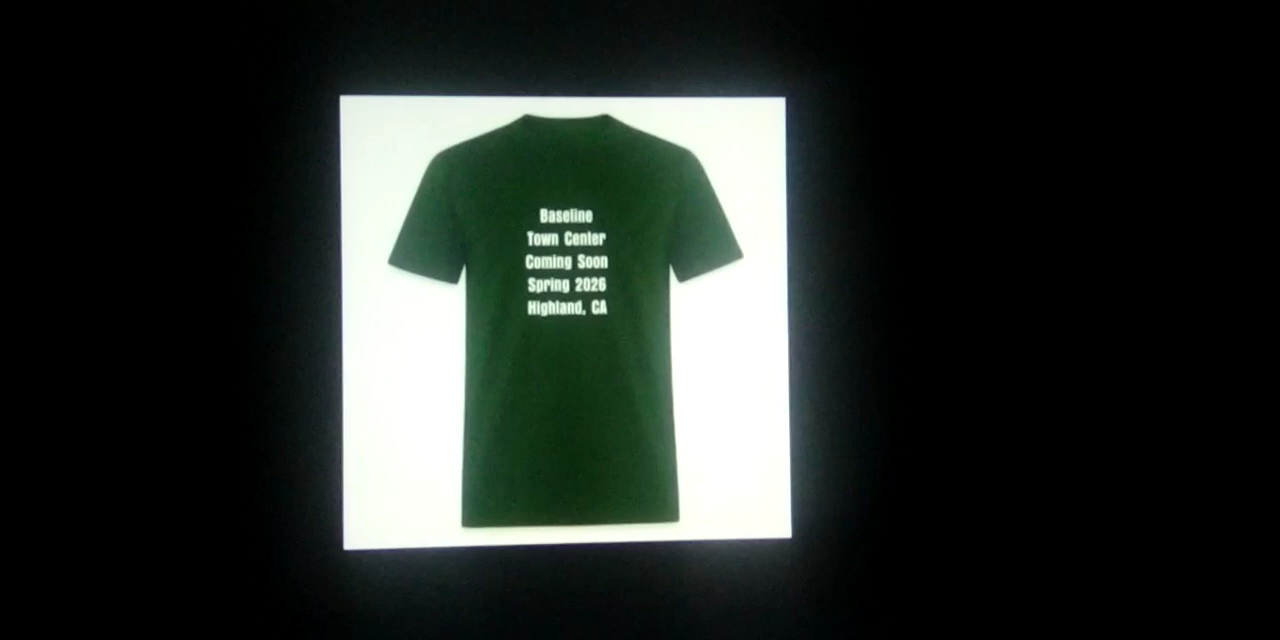 Baseline
Town Center
Coming Soon
Spring 2026
Highland, CA